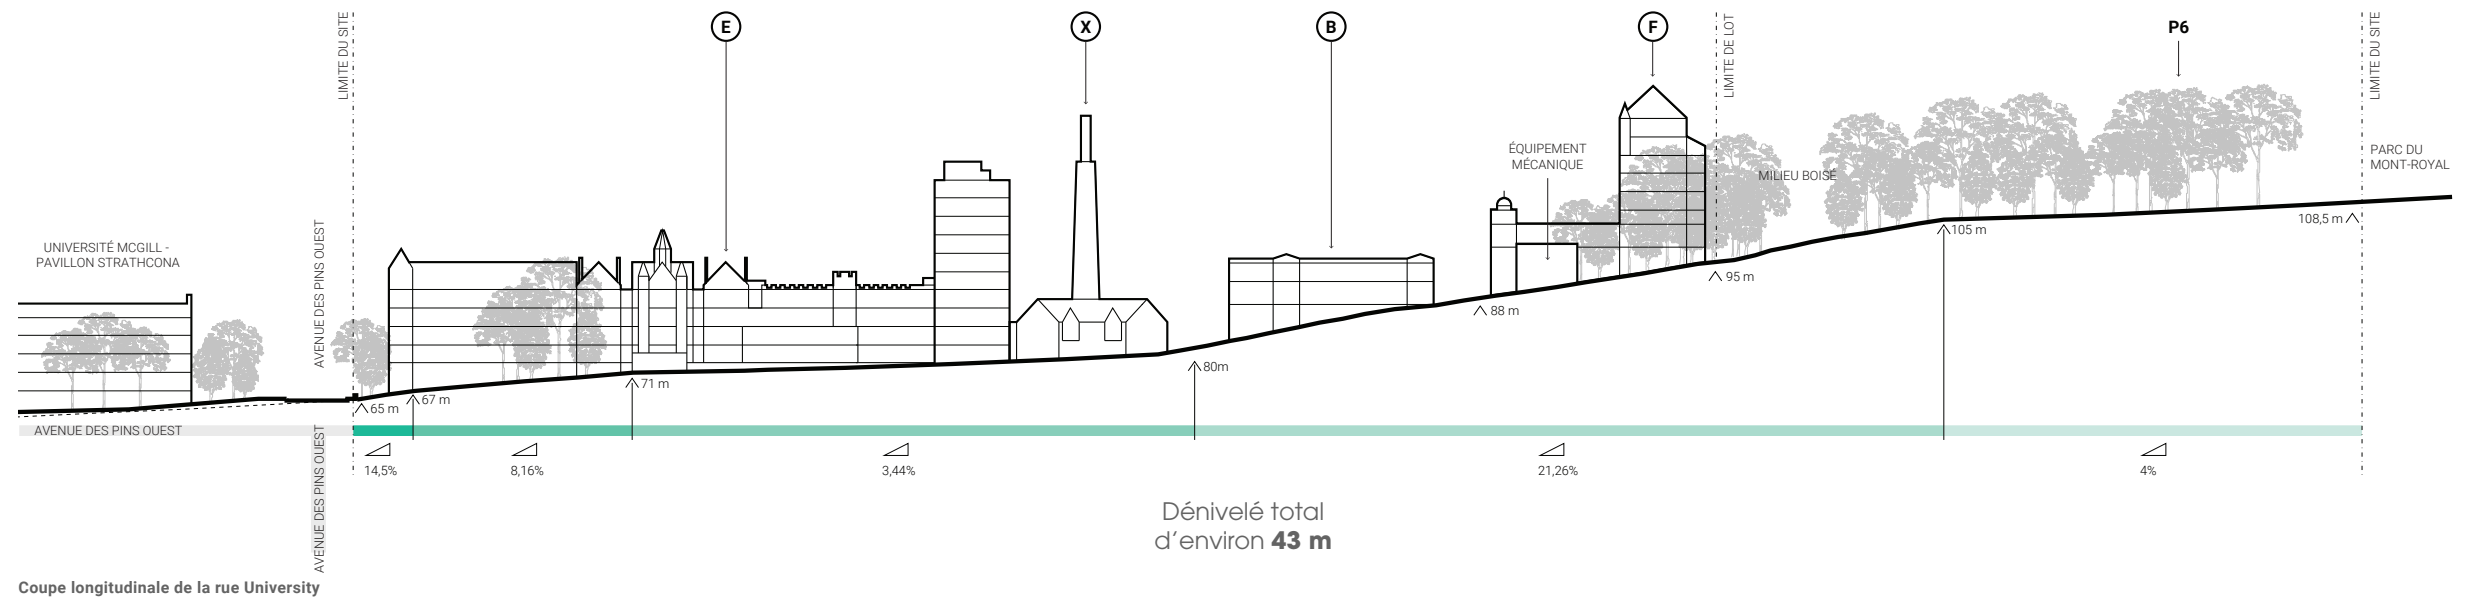 LIMITE DU SITE
E
X
B
F
LIMITE DE LOT
P6
LIMITE DU SITE
ÉQUIPEMENT
MÉCANIQUE
MILIEU BOISÉ
PARC DU
MONT-ROYAL
UNIVERSITÉ MCGILL -
PAVILLON STRATHCONA
AVENUE DES PINS OUEST
108,5 m
105 m
95 m
88 m
80m
71 m
67 m
65 m
AVENUE DES PINS OUEST
AVENUE DES PINS OUEST
14,5%
8,16%
3,44%
21,26%
4%
Dénivelé total
d’environ 43 m
Coupe longitudinale de la rue University